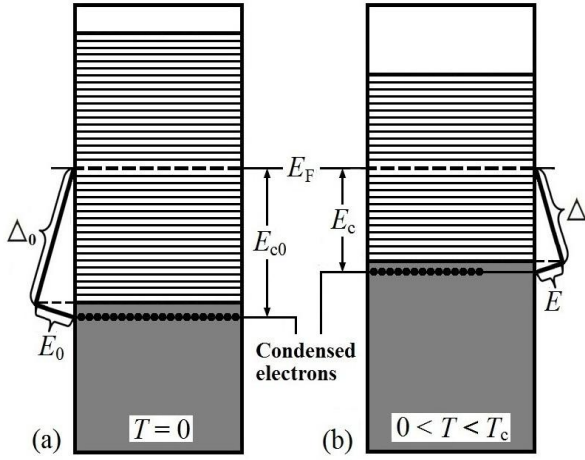 E_F
Δ₀
E_c0
E_c
Δ
E₀
E
Condensed
electrons
(a)
T = 0
(b)
0 < T < T_c